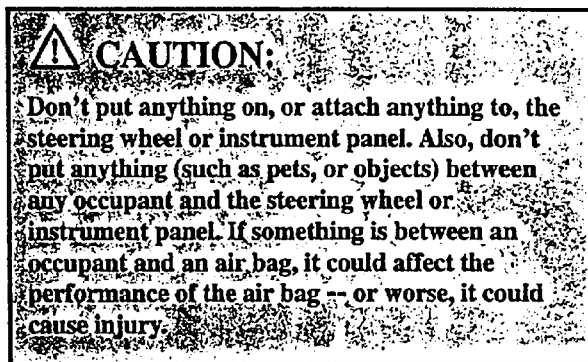 CAUTION:
Don't put anything on, or attach anything to, the
steering wheel or instrument panel. Also, don't
put anything (such as pets, or objects) between
any occupant and the steering wheel or
instrument panel. If something is between an
occupant and an air bag, it could affect the
performance of the air bag -- or worse, it could
cause injury.